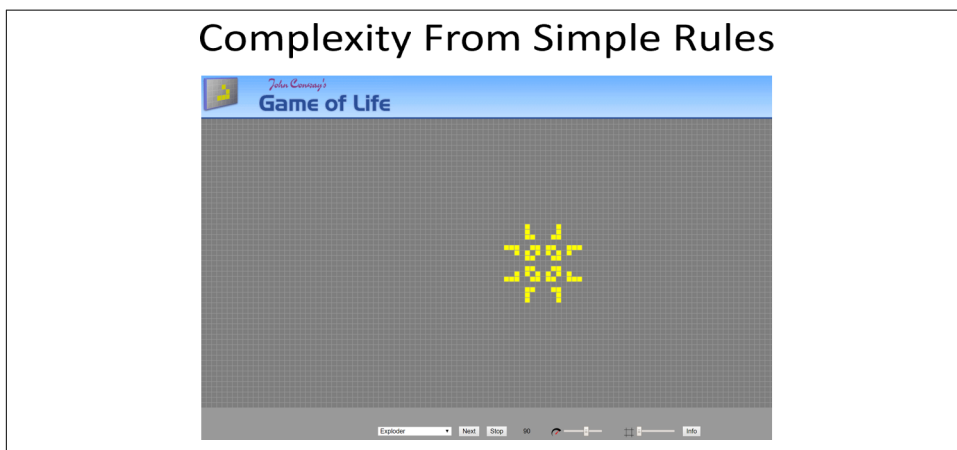 Complexity From Simple Rules
John Conway's
Game of Life
Exploder Next Stop 90 Info